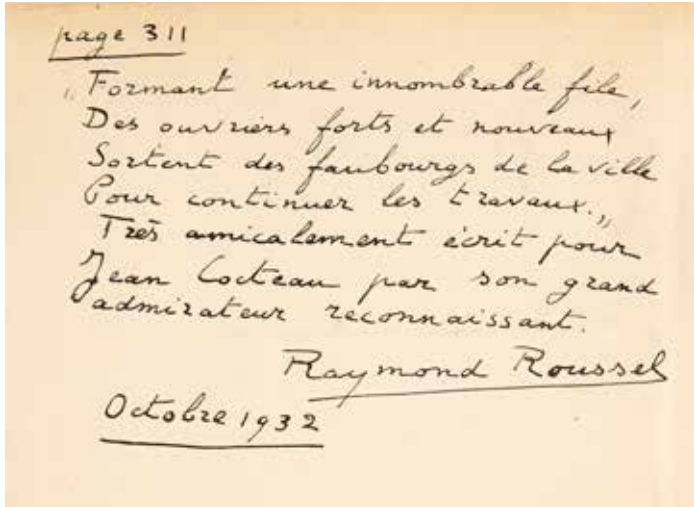 page 311
„Formant une innombrable file,
Des ouvriers forts et nouveaux
Sortent des faubourgs de la ville
Pour continuer les travaux.„
Très amicalement écrit pour
Jean Cocteau par son grand
admirateur reconnaissant.
Raymond Roussel
Octobre 1932